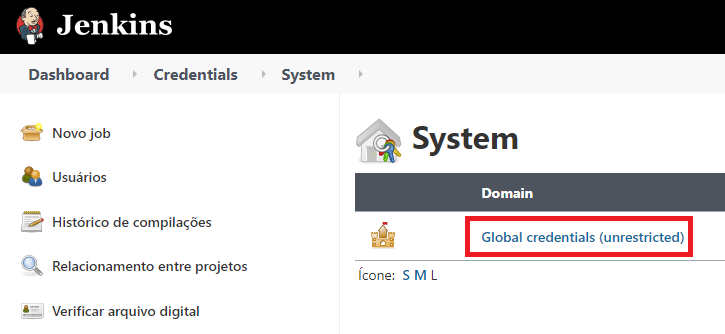 Jenkins
Dashboard
Credentials
System
Novo job
Usuários
Histórico de compilações
Relacionamento entre projetos
Verificar arquivo digital
System
Domain
Global credentials (unrestricted)
Ícone: S M L